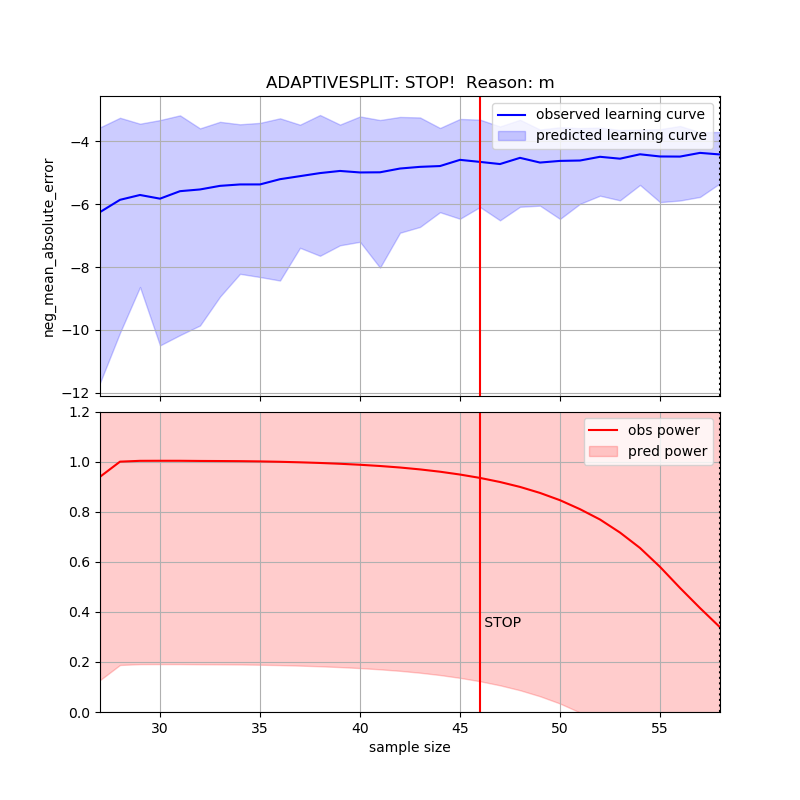 ADAPTIVESPLIT: STOP!  Reason: m
observed learning curve
predicted learning curve
neg_mean_absolute_error
−4
−6
−8
−10
−12
obs power
pred power
1.2
1.0
0.8
0.6
0.4
0.2
0.0
STOP
30
35
40
45
50
55
sample size